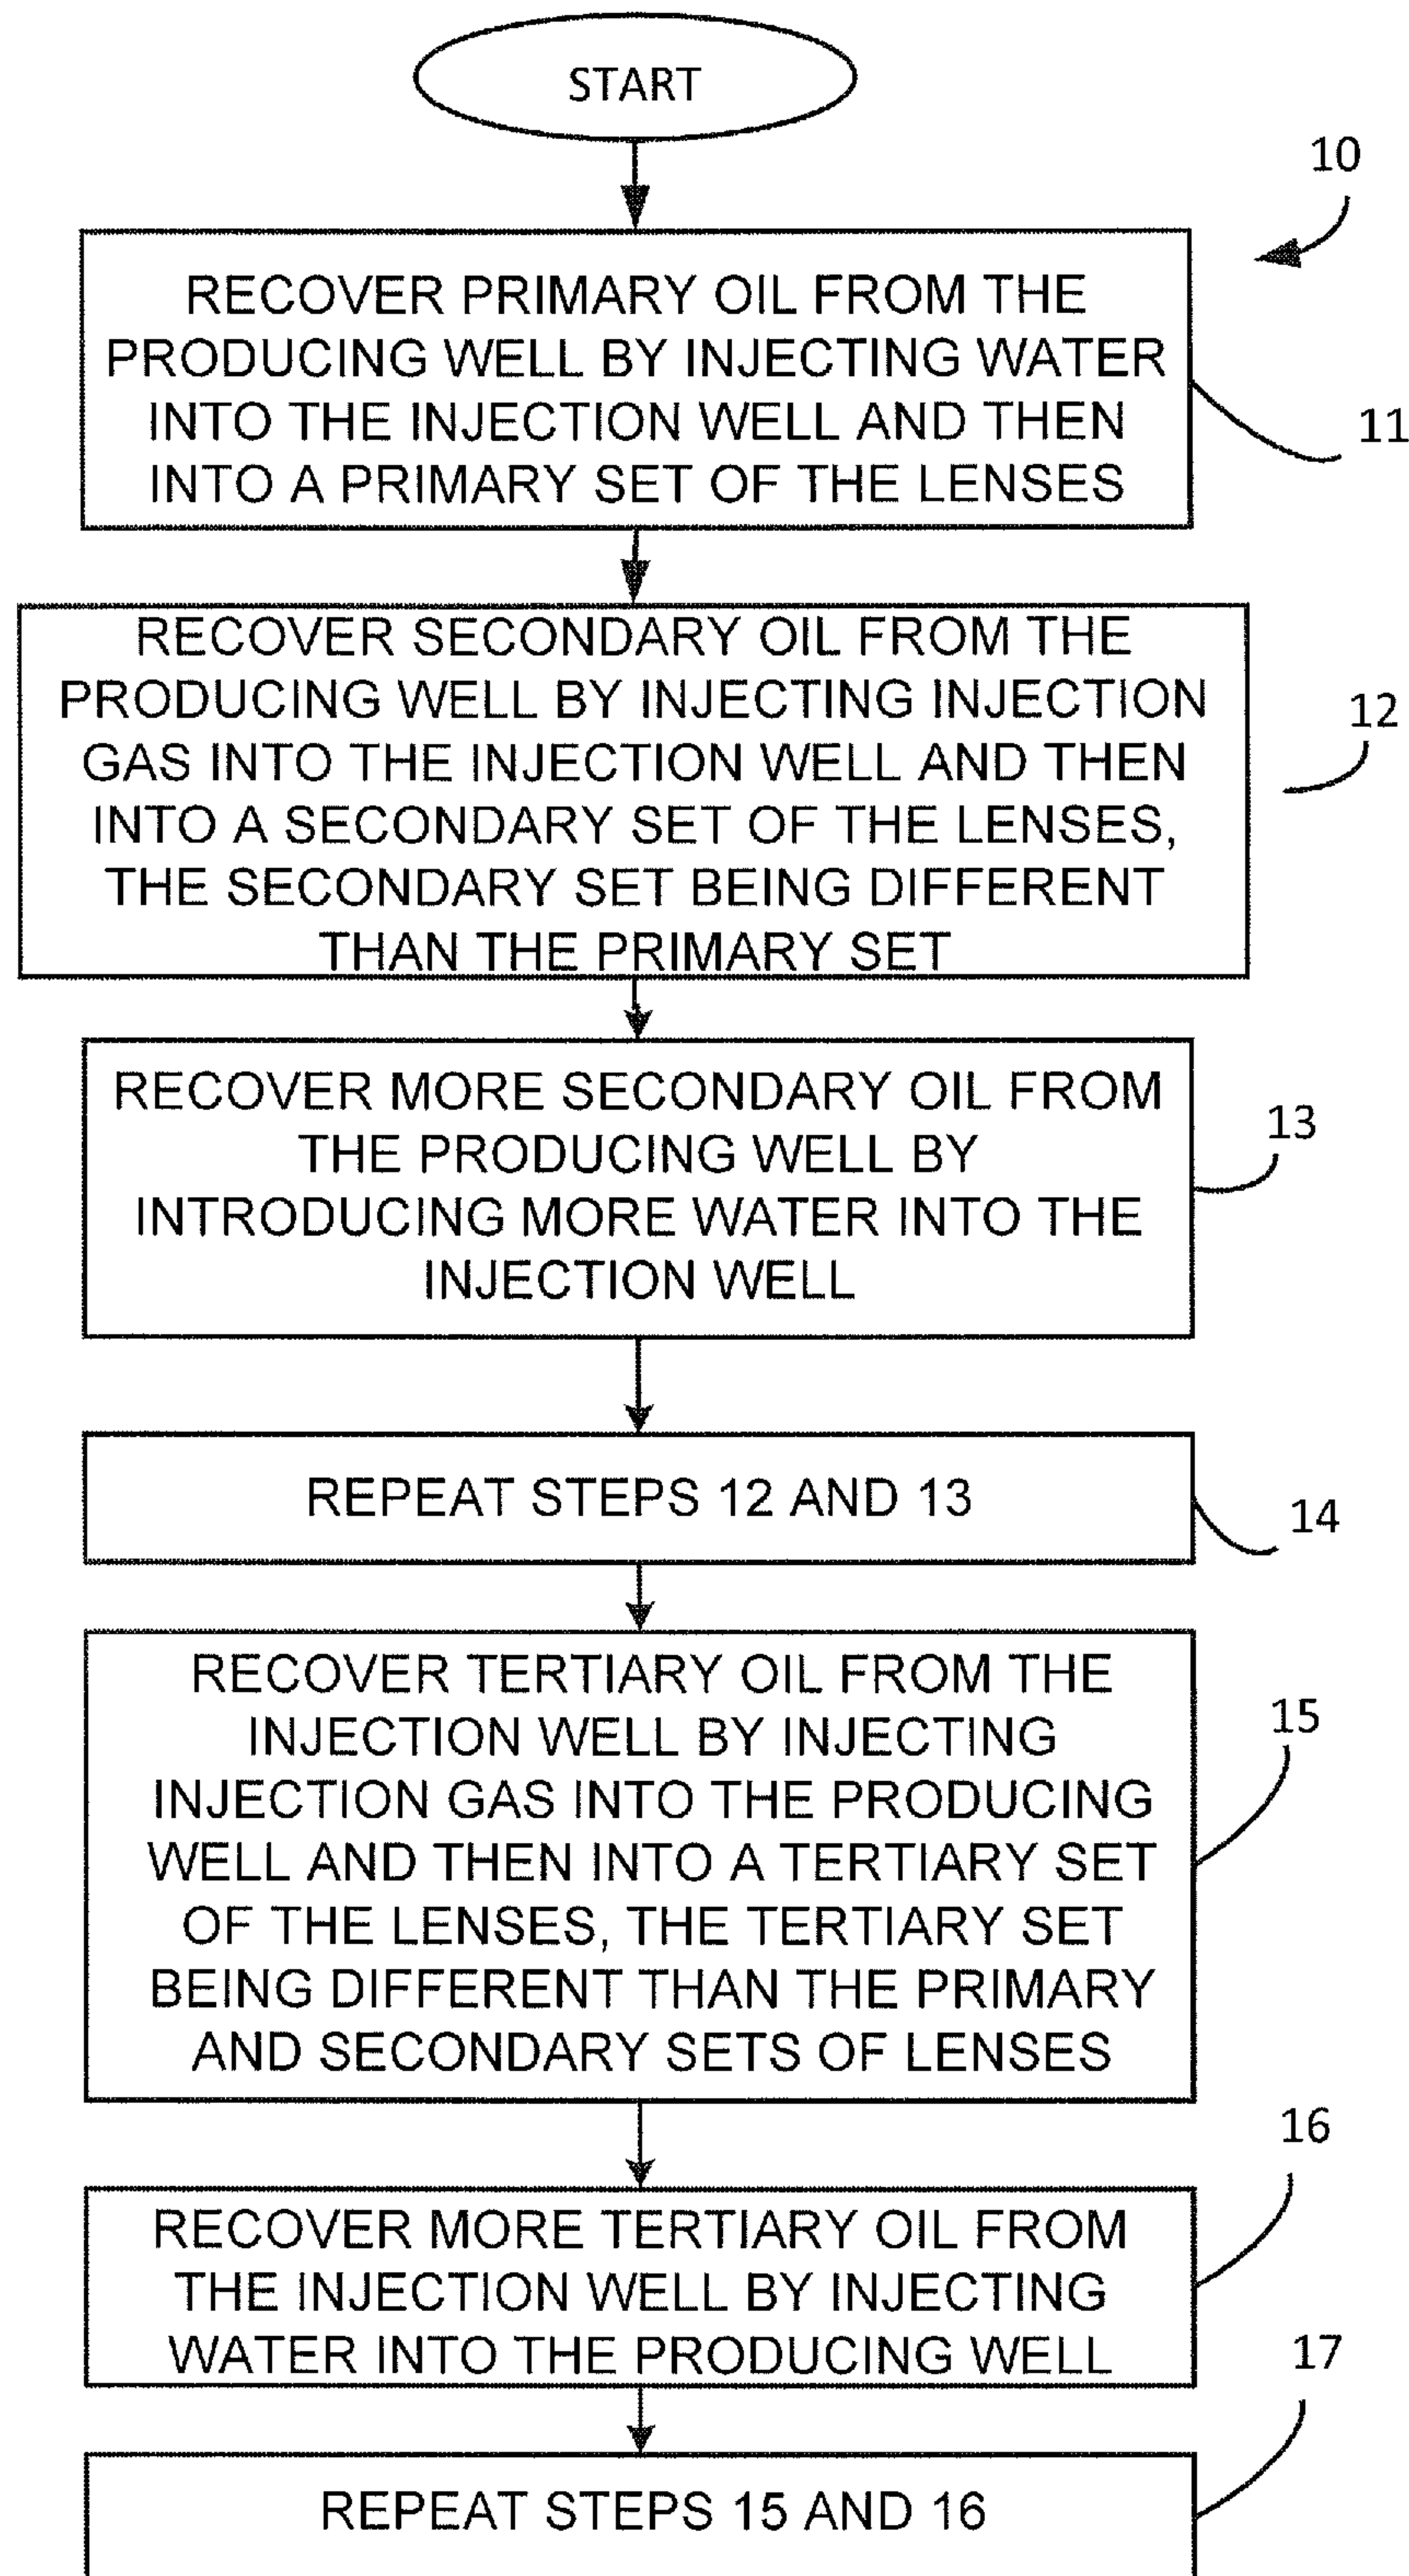 START
10
RECOVER PRIMARY OIL FROM THE
PRODUCING WELL BY INJECTING WATER
INTO THE INJECTION WELL AND THEN
INTO A PRIMARY SET OF THE LENSES
11
RECOVER SECONDARY OIL FROM THE
PRODUCING WELL BY INJECTING INJECTION
GAS INTO THE INJECTION WELL AND THEN
INTO A SECONDARY SET OF THE LENSES,
THE SECONDARY SET BEING DIFFERENT
THAN THE PRIMARY SET
12
RECOVER MORE SECONDARY OIL FROM
THE PRODUCING WELL BY
INTRODUCING MORE WATER INTO THE
INJECTION WELL
13
REPEAT STEPS 12 AND 13
14
RECOVER TERTIARY OIL FROM THE
INJECTION WELL BY INJECTING
INJECTION GAS INTO THE PRODUCING
WELL AND THEN INTO A TERTIARY SET
OF THE LENSES, THE TERTIARY SET
BEING DIFFERENT THAN THE PRIMARY
AND SECONDARY SETS OF LENSES
15
RECOVER MORE TERTIARY OIL FROM
THE INJECTION WELL BY INJECTING
WATER INTO THE PRODUCING WELL
16
REPEAT STEPS 15 AND 16
17